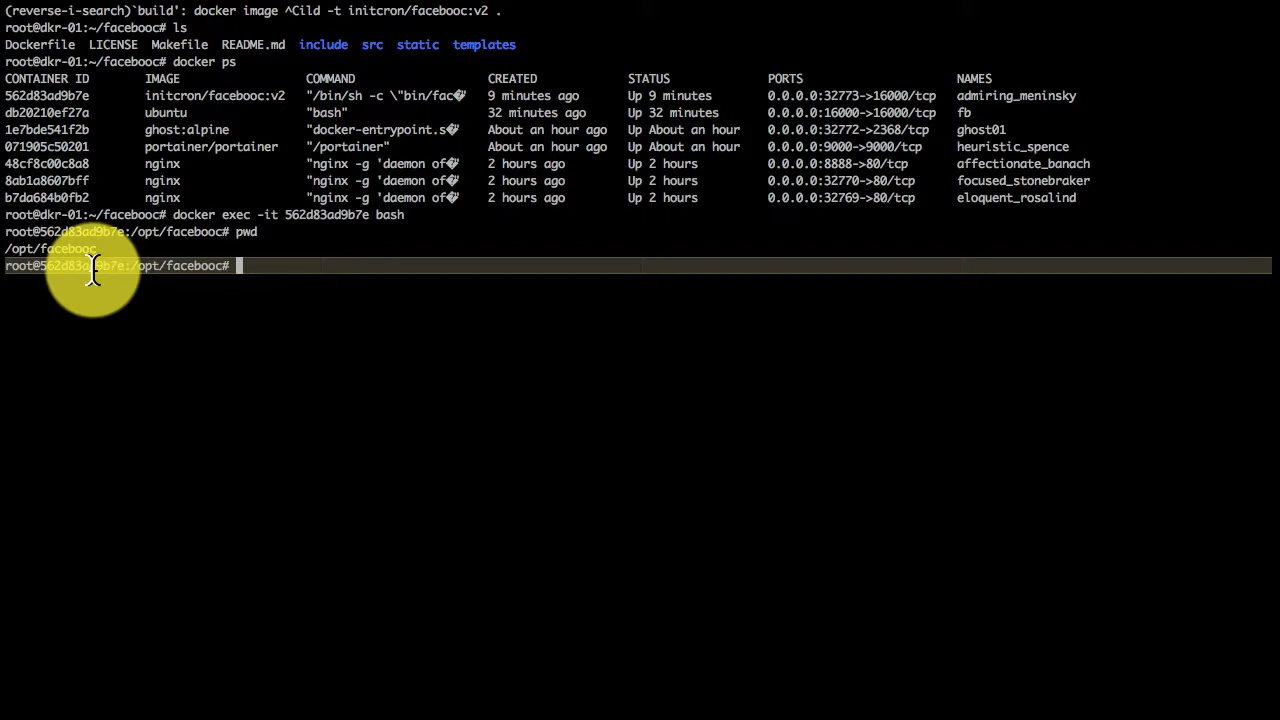 (reverse-i-search)`build': docker image ^Cild -t initcron/facebooc:v2 .
root@dkr-01:~/facebooc# ls
Dockerfile LICENSE Makefile README.md include src static templates
root@dkr-01:~/facebooc# docker ps
CONTAINER ID IMAGE COMMAND CREATED STATUS PORTS NAMES
562d83ad9b7e initcron/facebooc:v2 "/bin/sh -c \"bin/fac� 9 minutes ago Up 9 minutes 0.0.0.0:32773->16000/tcp admiring_meninsky
db20210ef27a ubuntu "bash" 32 minutes ago Up 32 minutes 0.0.0.0:16000->16000/tcp fb
1e7bde541f2b ghost:alpine "docker-entrypoint.s� About an hour ago Up About an hour 0.0.0.0:32772->2368/tcp ghost01
071905c50201 portainer/portainer "/portainer" About an hour ago Up About an hour 0.0.0.0:9000->9000/tcp heuristic_spence
48cf8c00c8a8 nginx "nginx -g 'daemon of� 2 hours ago Up 2 hours 0.0.0.0:8888->80/tcp affectionate_banach
8ab1a8607bff nginx "nginx -g 'daemon of� 2 hours ago Up 2 hours 0.0.0.0:32770->80/tcp focused_stonebraker
b7da684b0fb2 nginx "nginx -g 'daemon of� 2 hours ago Up 2 hours 0.0.0.0:32769->80/tcp eloquent_rosalind
root@dkr-01:~/facebooc# docker exec -it 562d83ad9b7e bash
root@562d83ad9b7e:/opt/facebooc# pwd
/opt/facebooc
root@562d83ad9b7e:/opt/facebooc#